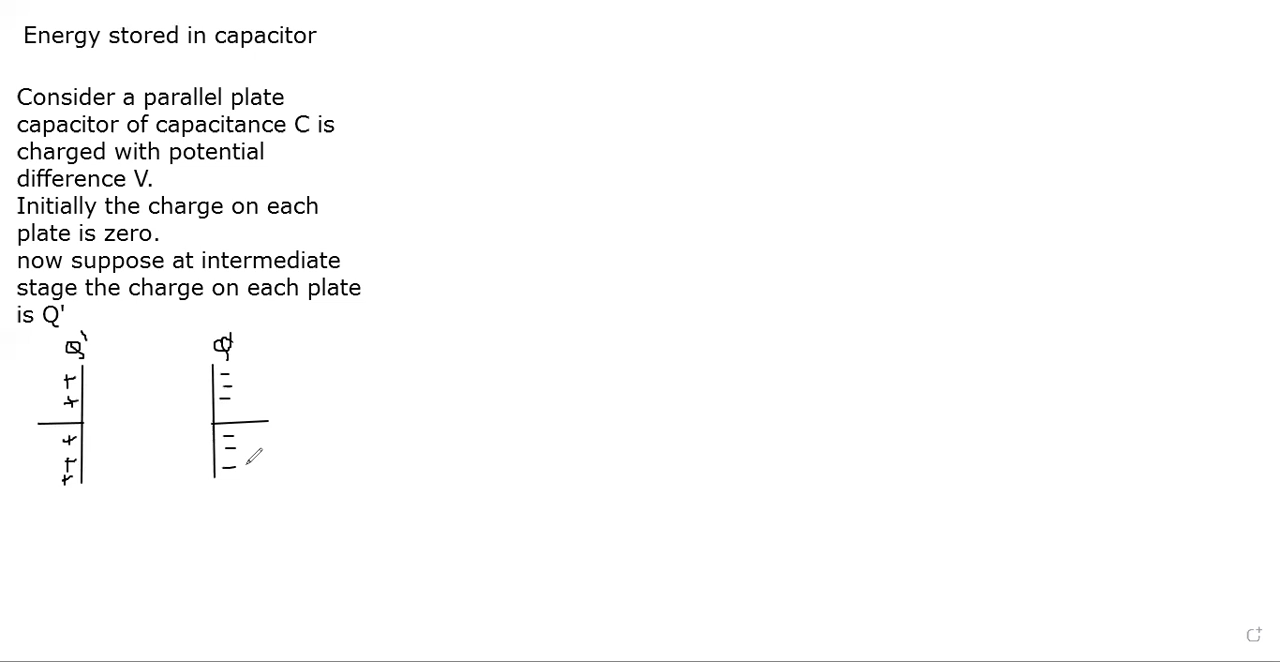 Energy stored in capacitor
Consider a parallel plate
capacitor of capacitance C is
charged with potential
difference V.
Initially the charge on each
plate is zero.
now suppose at intermediate
stage the charge on each plate
is Q'
Q'
+ | | -
+ | | -
-
+ | | -
+ | | -
+ | | -